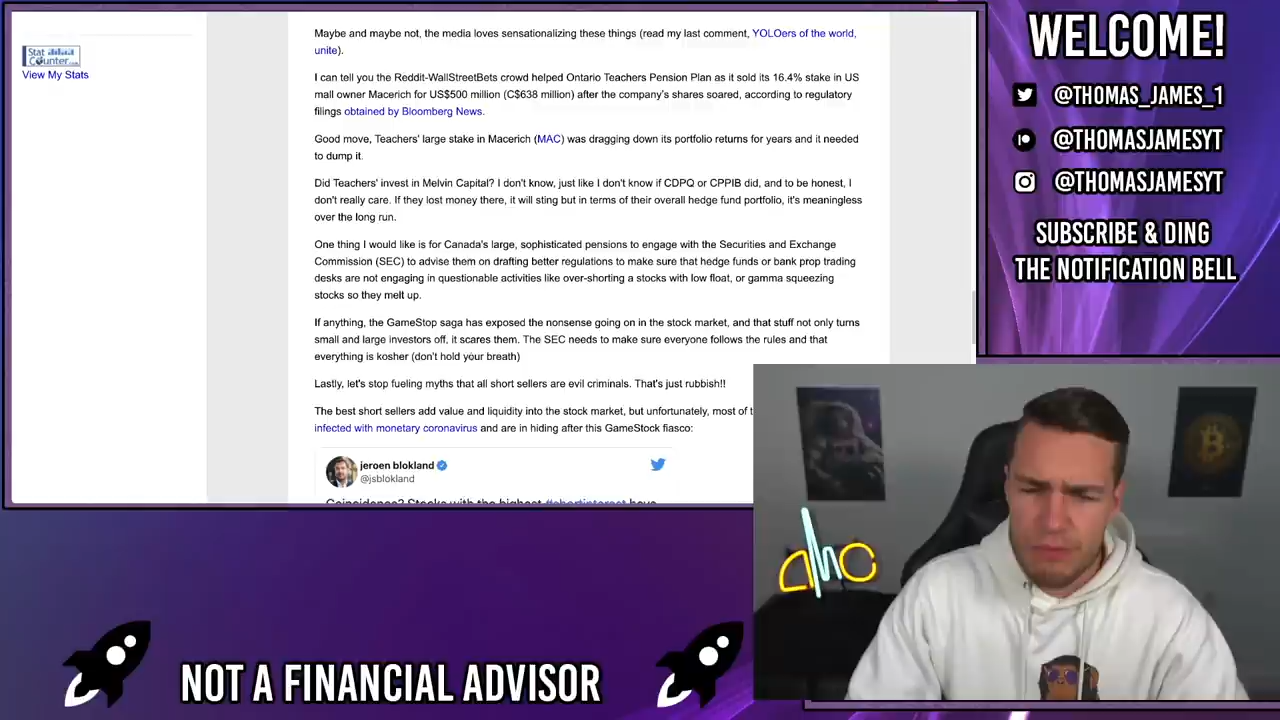 Maybe and maybe not, the media loves sensationalizing these things (read my last comment, YOLOers of the world,
unite).
I can tell you the Reddit-WallStreetBets crowd helped Ontario Teachers Pension Plan as it sold its 16.4% stake in US
mall owner Macerich for US$500 million (C$638 million) after the company's shares soared, according to regulatory
filings obtained by Bloomberg News.
Good move, Teachers' large stake in Macerich (MAC) was dragging down its portfolio returns for years and it needed
to dump it.
Did Teachers' invest in Melvin Capital? I don't know, just like I don't know if CDPQ or CPPIB did, and to be honest, I
don't really care. If they lost money there, it will sting but in terms of their overall hedge fund portfolio, it's meaningless
over the long run.
One thing I would like is for Canada's large, sophisticated pensions to engage with the Securities and Exchange
Commission (SEC) to advise them on drafting better regulations to make sure that hedge funds or bank prop trading
desks are not engaging in questionable activities like over-shorting a stocks with low float, or gamma squeezing
stocks so they melt up.
If anything, the GameStop saga has exposed the nonsense going on in the stock market, and that stuff not only turns
small and large investors off, it scares them. The SEC needs to make sure everyone follows the rules and that
everything is kosher (don't hold your breath)
Lastly, let's stop fueling myths that all short sellers are evil criminals. That's just rubbish!!
The best short sellers add value and liquidity into the stock market, but unfortunately, most of
infected with monetary coronavirus and are in hiding after this GameStock fiasco:
jeroen blokland
@jsblokland
Coincidence? Stocks with the highest #shortinterest have
Stat
Counter
View My Stats
WELCOME!
@THOMAS_JAMES_1
@THOMASJAMESYT
@THOMASJAMESYT
SUBSCRIBE & DING
THE NOTIFICATION BELL
NOT A FINANCIAL ADVISOR